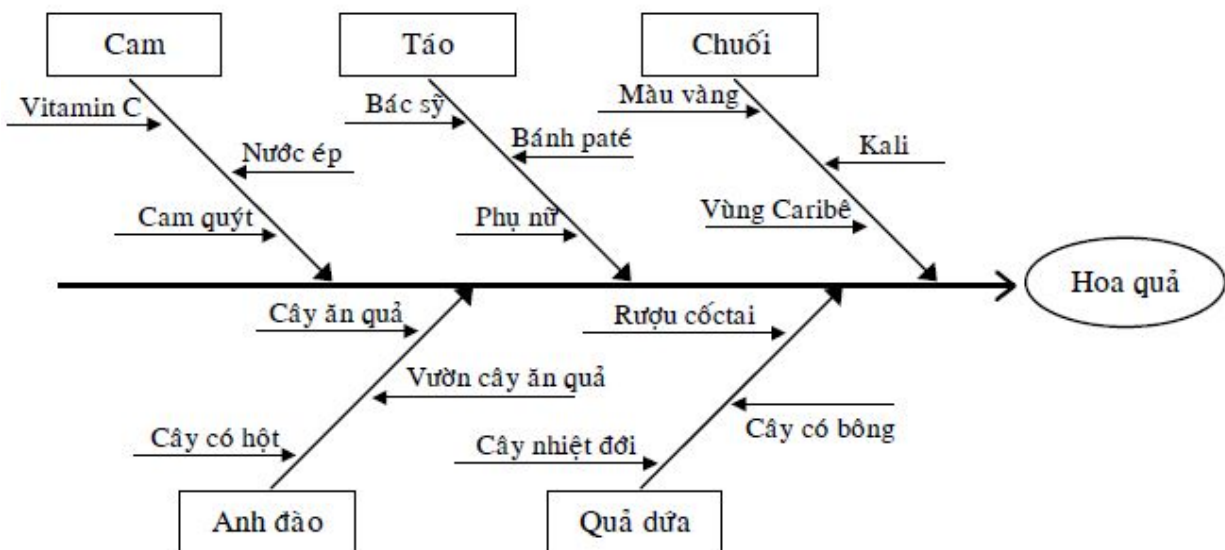 Cam
Táo
Chuối
Vitamin C
Bác sỹ
Màu vàng
Nước ép
Bánh paté
Kali
Cam quýt
Phụ nữ
Vùng Caribê
Hoa quả
Cây ăn quả
Rượu cốctai
Vườn cây ăn quả
Cây có bông
Cây có hột
Cây nhiệt đới
Anh đào
Quả dứa